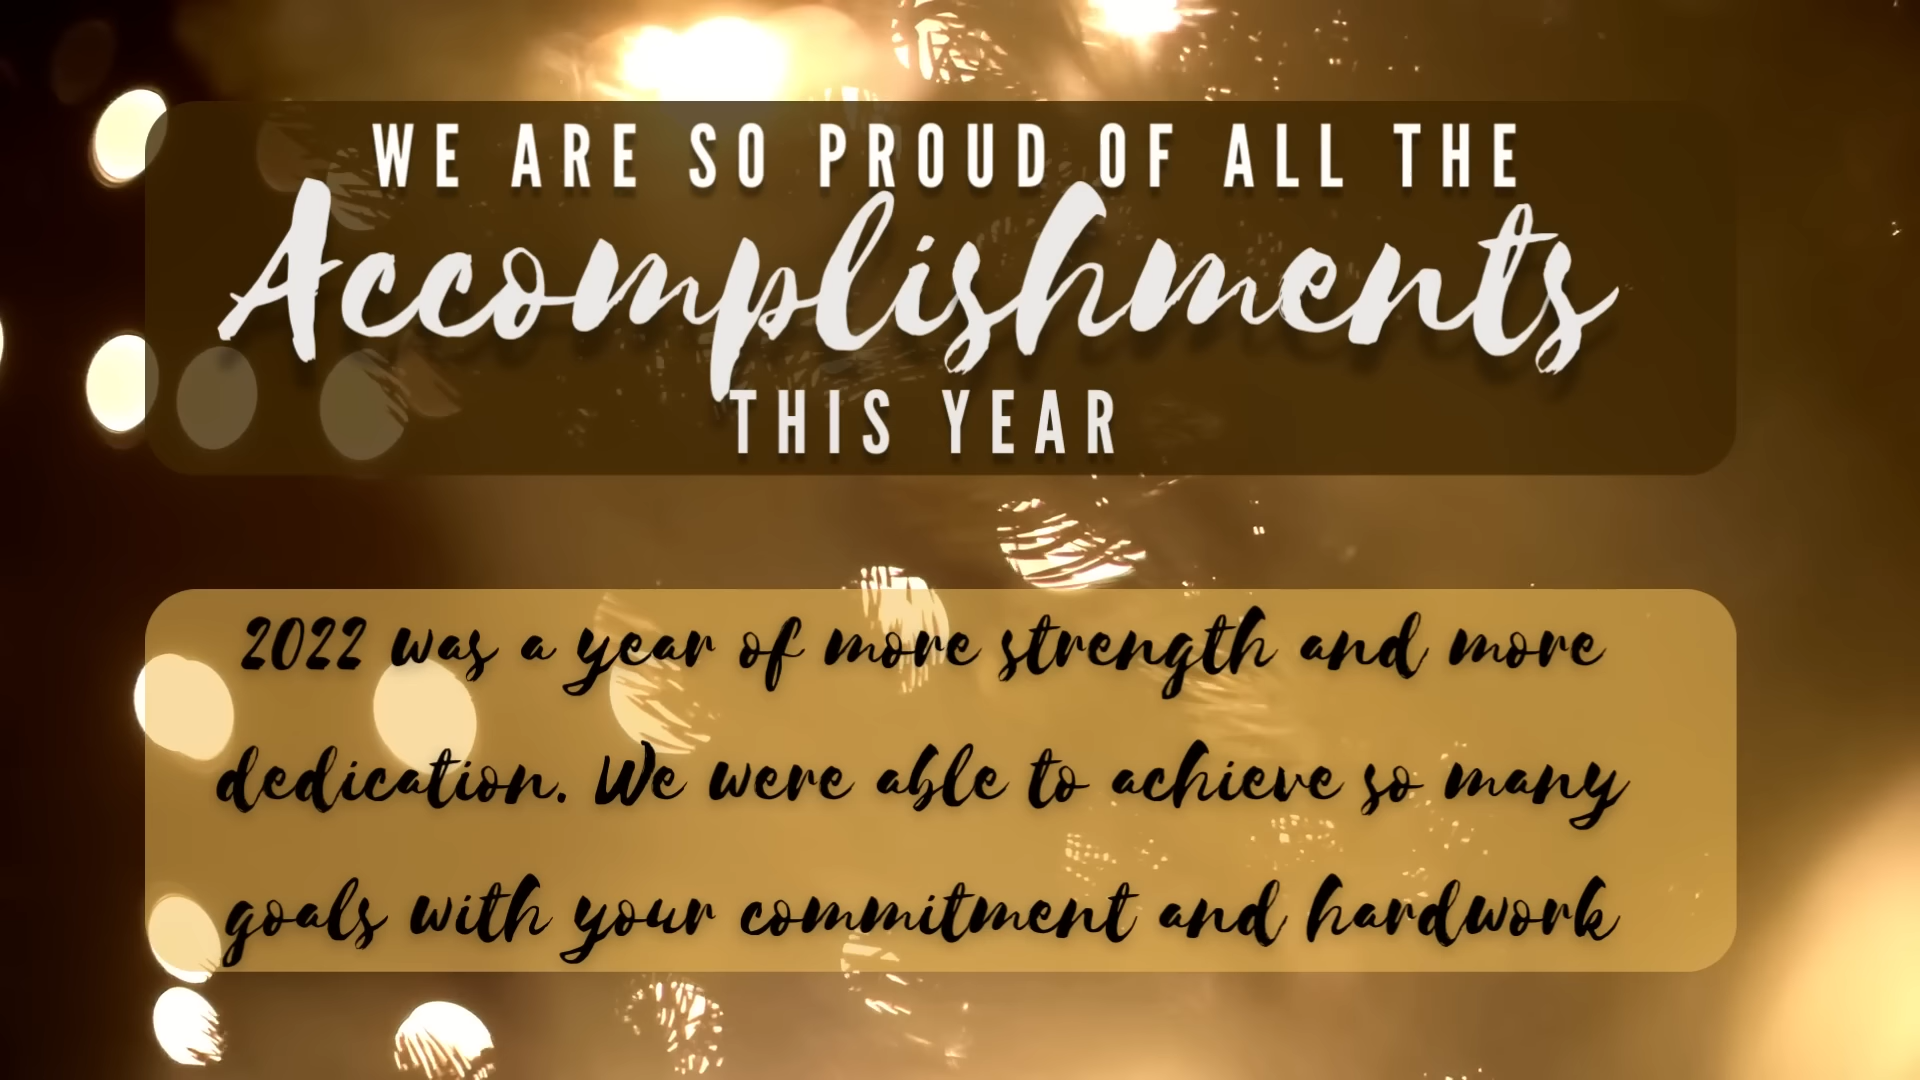 WE ARE SO PROUD OF ALL THE
Accomplishments
THIS YEAR
2022 was a year of more strength and more
dedication. We were able to achieve so many
goals with your commitment and hardwork